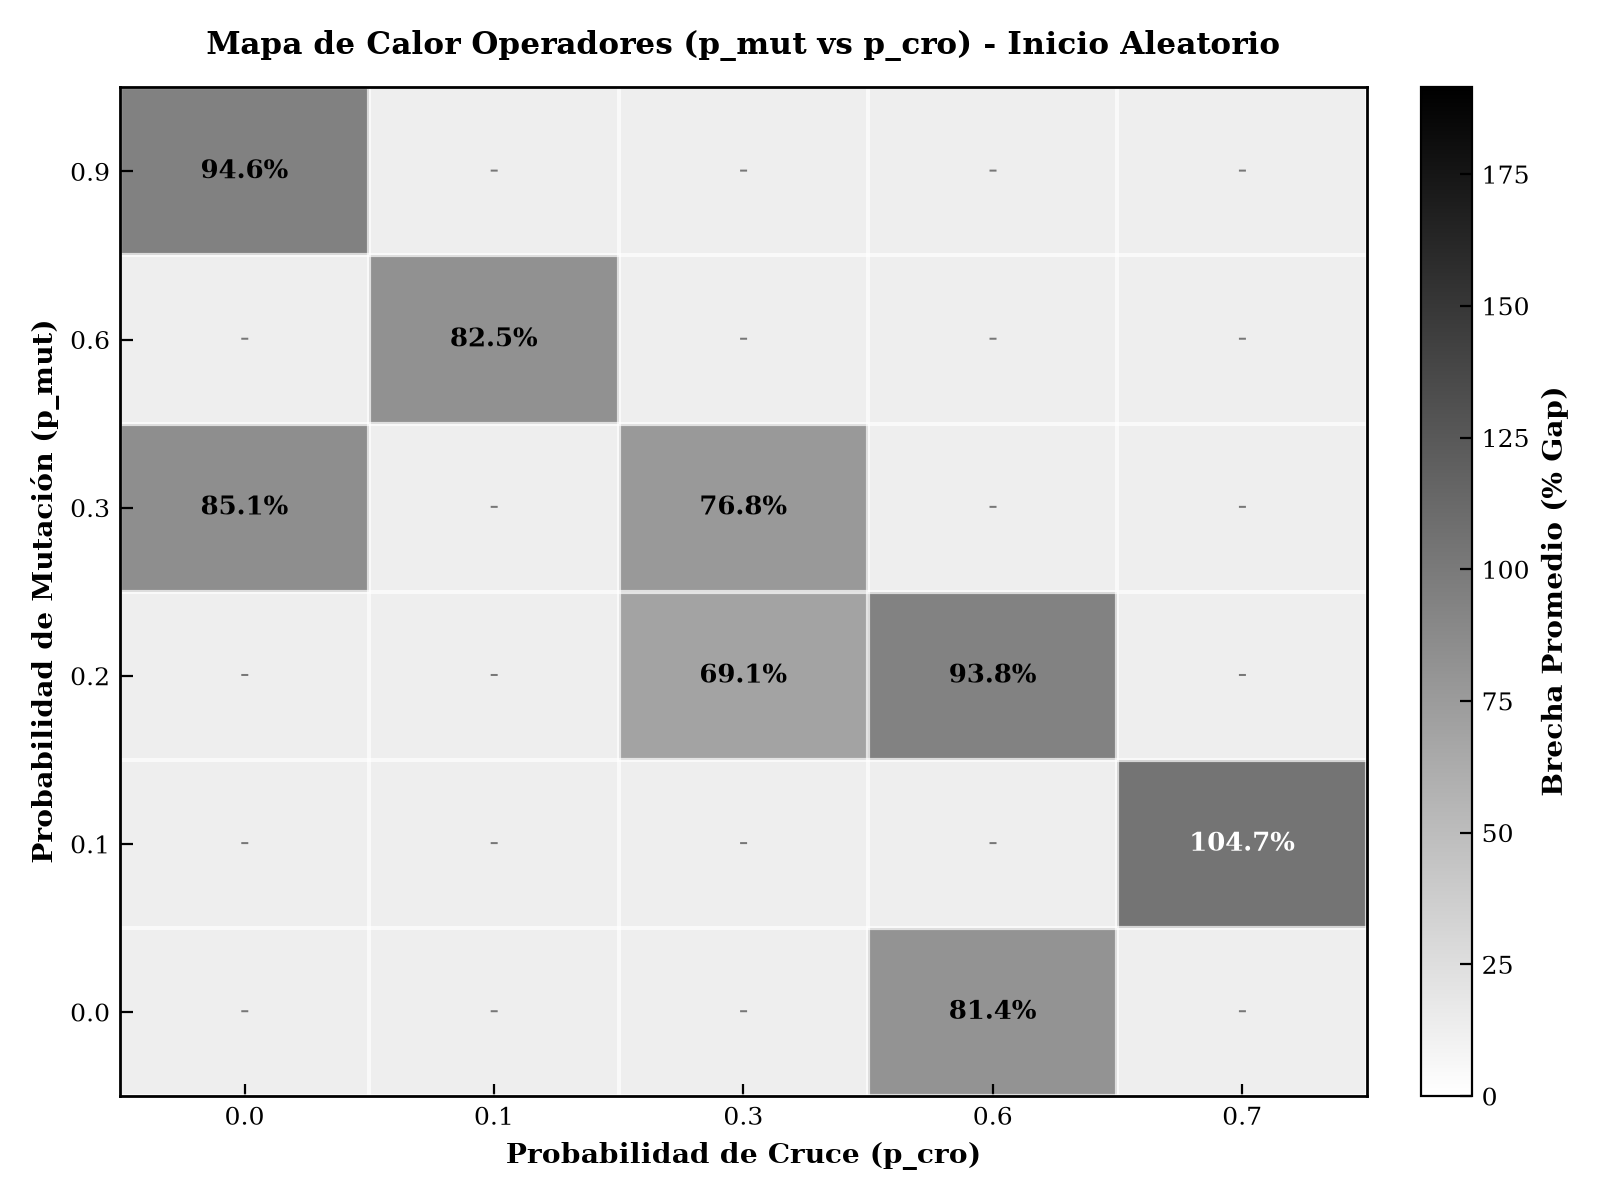 Mapa de Calor Operadores (p_mut vs p_cro) - Inicio Aleatorio
Probabilidad de Mutación (p_mut)
0.9 94.6% - - - -
0.6 - 82.5% - - -
0.3 85.1% - 76.8% - -
0.2 - - 69.1% 93.8% -
0.1 - - - - 104.7%
0.0 - - - 81.4% -
0.0 0.1 0.3 0.6 0.7
Probabilidad de Cruce (p_cro)
175
150
125
100
75
50
25
0
Brecha Promedio (% Gap)